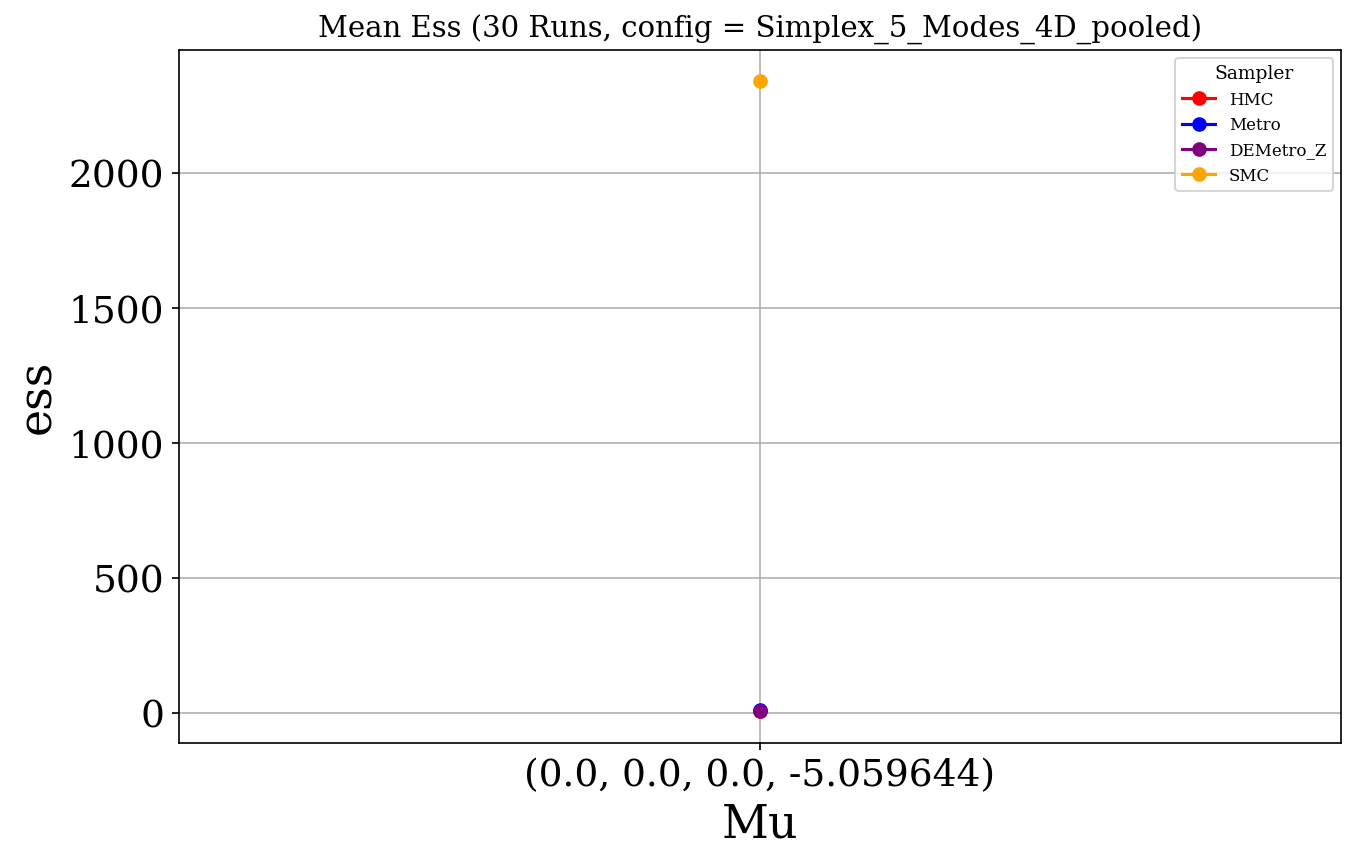 Mean Ess (30 Runs, config = Simplex_5_Modes_4D_pooled)
Sampler
HMC
Metro
DEMetro_Z
SMC
ess
2000
1500
1000
500
0
(0.0, 0.0, 0.0, -5.059644)
Mu